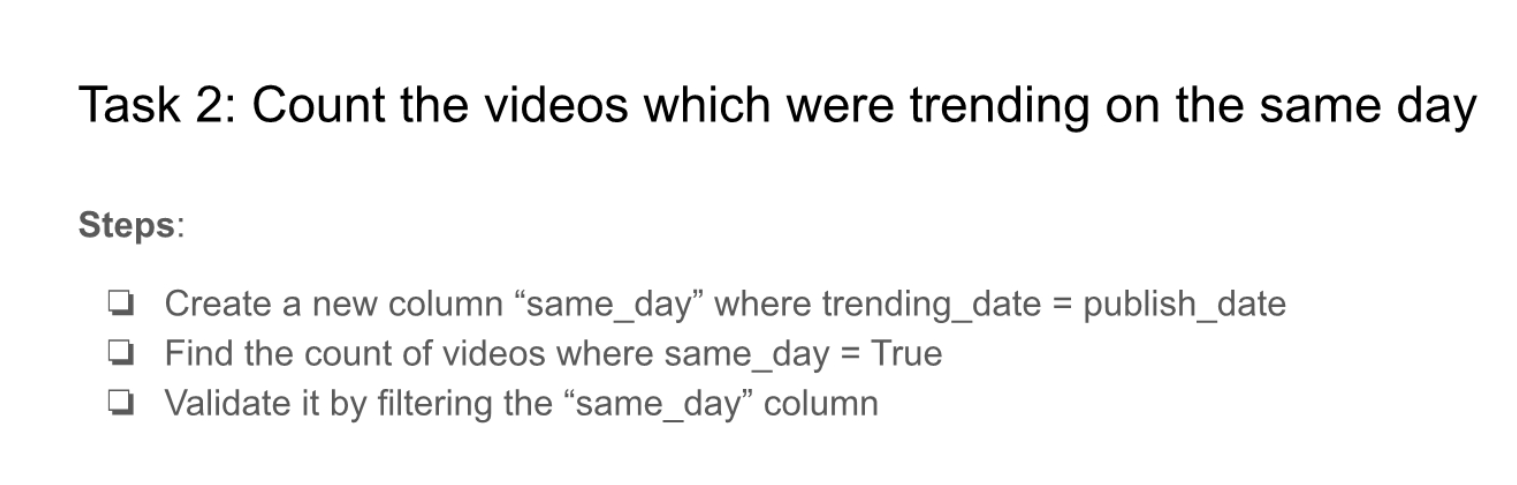 Task 2: Count the videos which were trending on the same day
Steps:
❏ Create a new column “same_day” where trending_date = publish_date
❏ Find the count of videos where same_day = True
❏ Validate it by filtering the “same_day” column